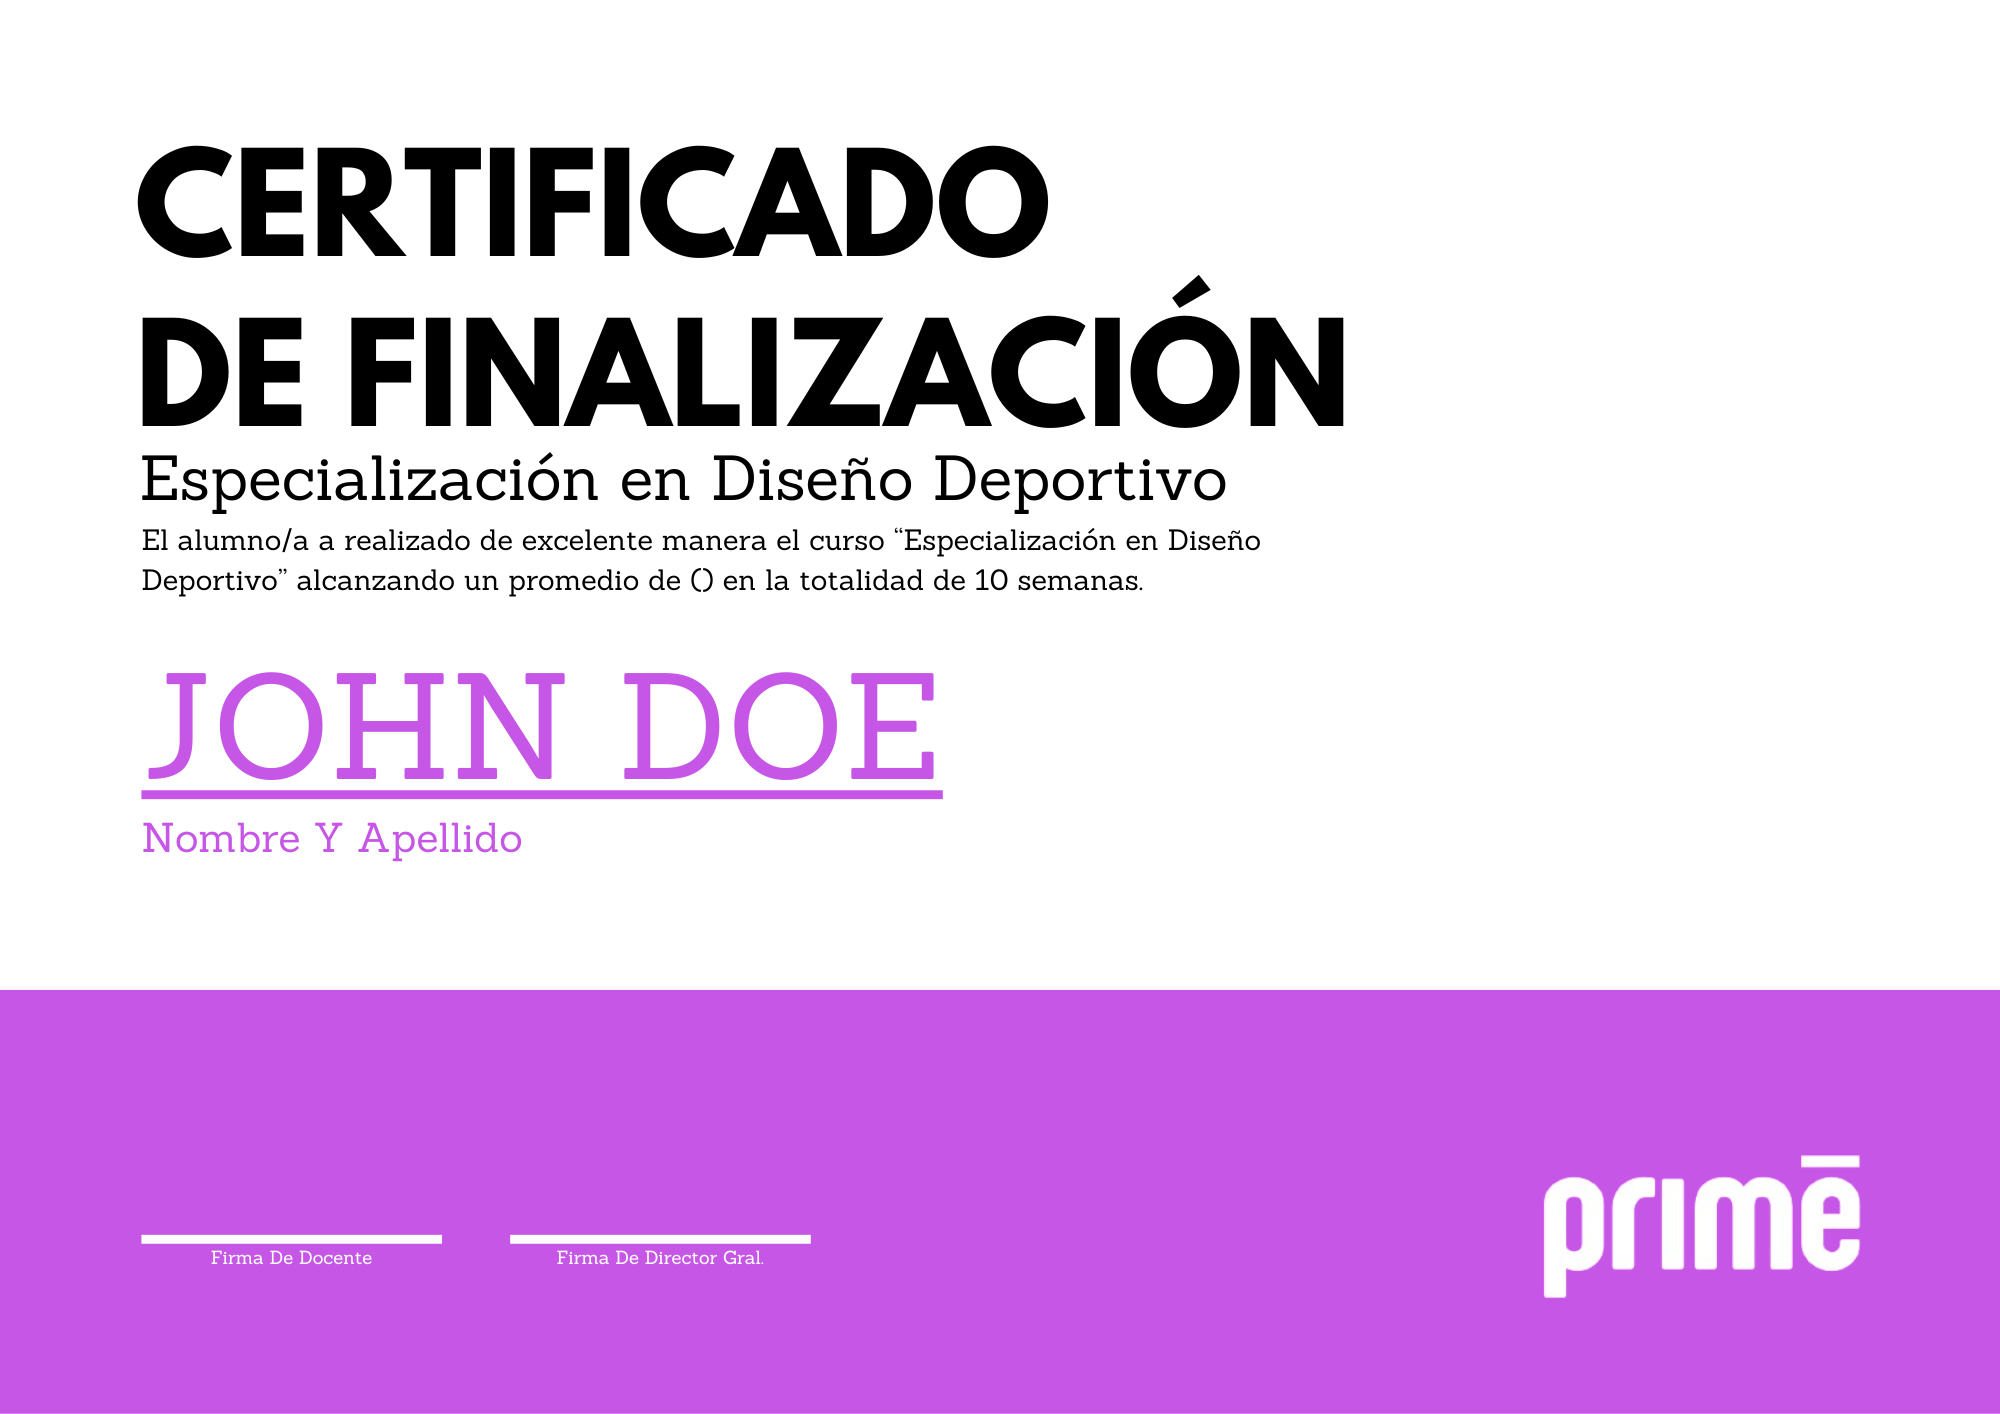 CERTIFICADO
DE FINALIZACIÓN
Especialización en Diseño Deportivo
El alumno/a a realizado de excelente manera el curso “Especialización en Diseño
Deportivo” alcanzando un promedio de () en la totalidad de 10 semanas.
JOHN DOE
Nombre Y Apellido
Firma De Docente
Firma De Director Gral.
primē